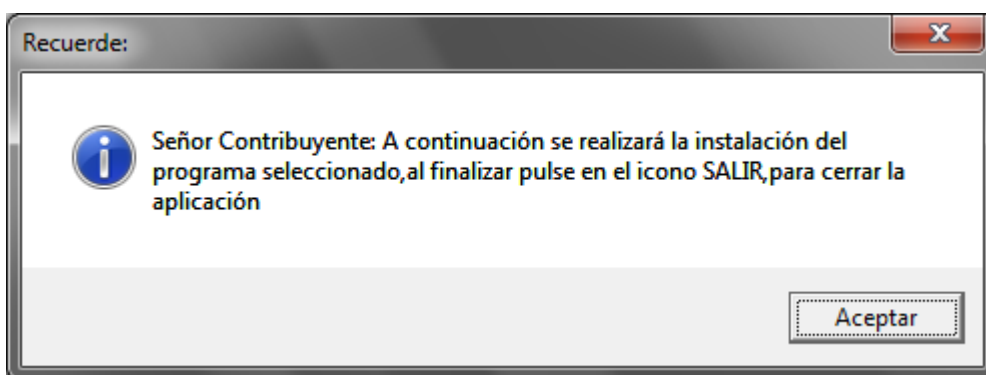 Recuerde:
Señor Contribuyente: A continuación se realizará la instalación del
programa seleccionado,al finalizar pulse en el icono SALIR,para cerrar la
aplicación
Aceptar